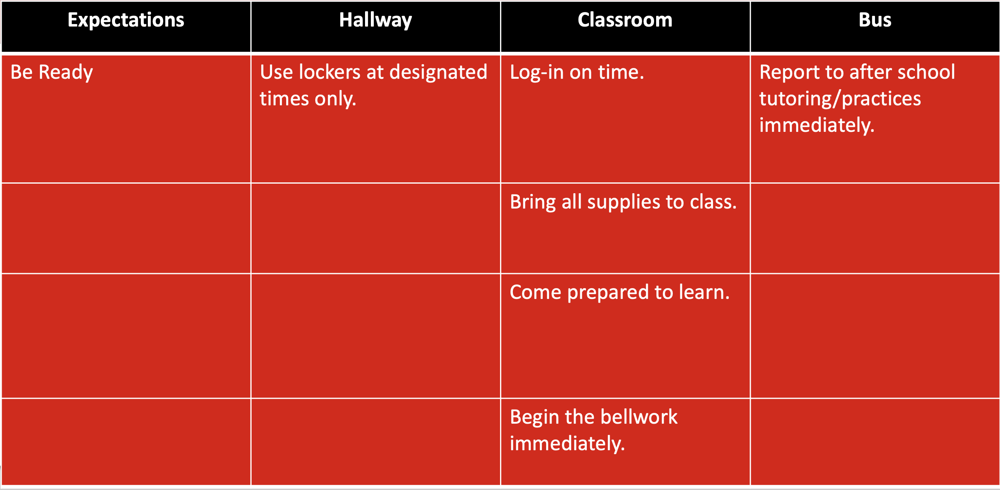 Expectations
Hallway
Classroom
Bus
Be Ready
Use lockers at designated
times only.
Log-in on time.
Report to after school
tutoring/practices
immediately.
Bring all supplies to class.
Come prepared to learn.
Begin the bellwork
immediately.